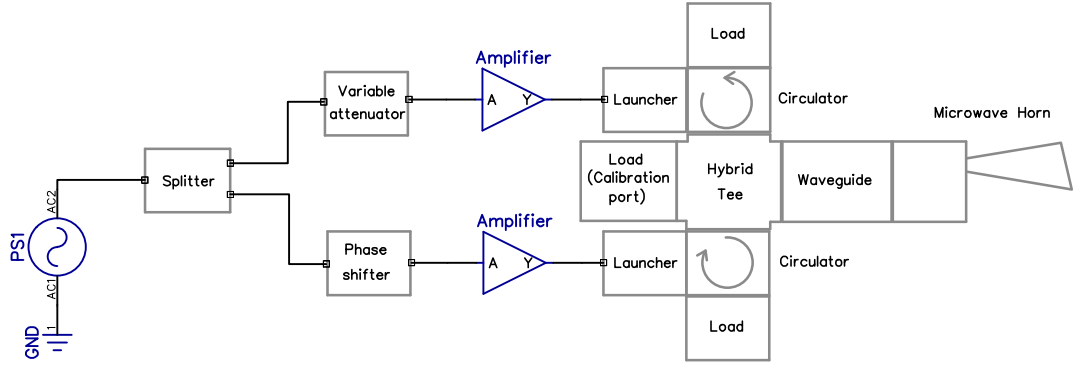 PS1
AC2
AC1
1
GND
Splitter
Variable
attenuator
Phase
shifter
Amplifier
A Y
Amplifier
A Y
Launcher
Load
Circulator
Load
(Calibration
port)
Hybrid
Tee
Waveguide
Microwave Horn
Launcher
Circulator
Load